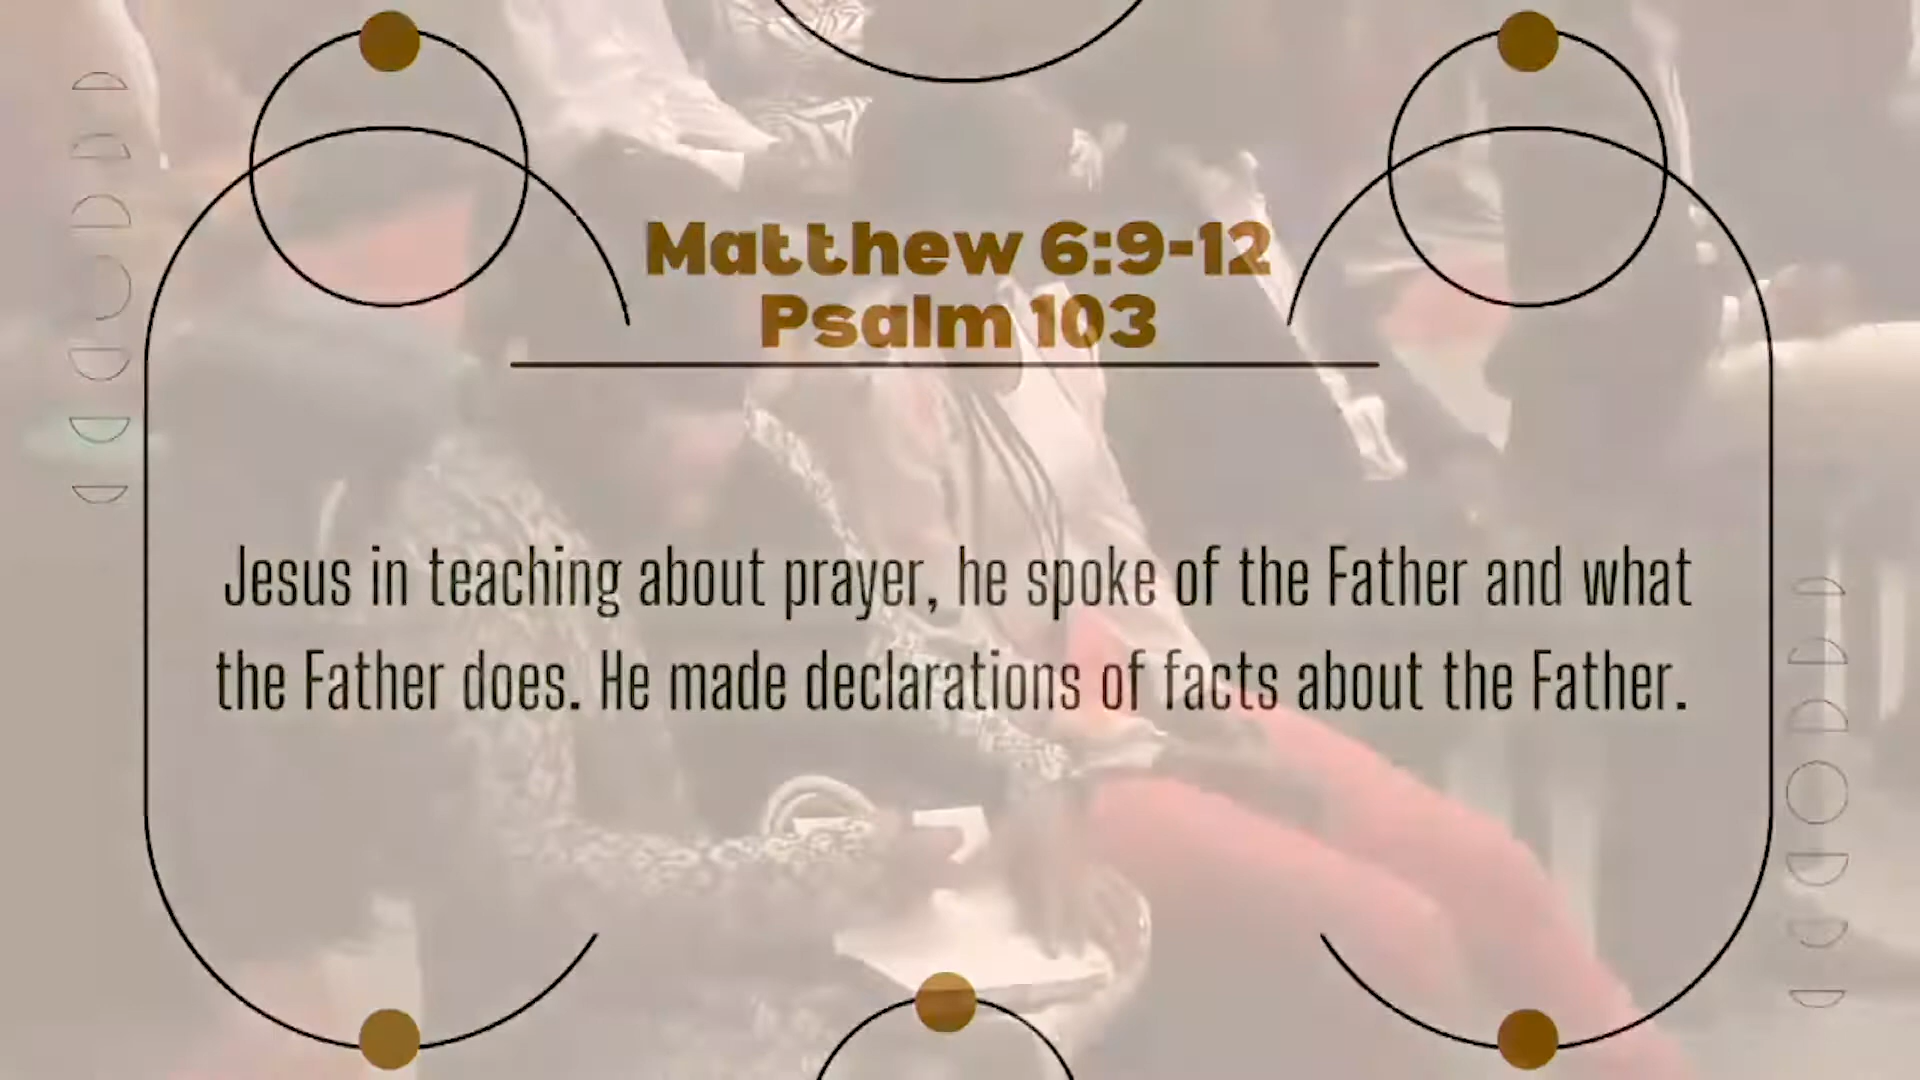 Matthew 6:9-12
Psalm 103
Jesus in teaching about prayer, he spoke of the Father and what
the Father does. He made declarations of facts about the Father.